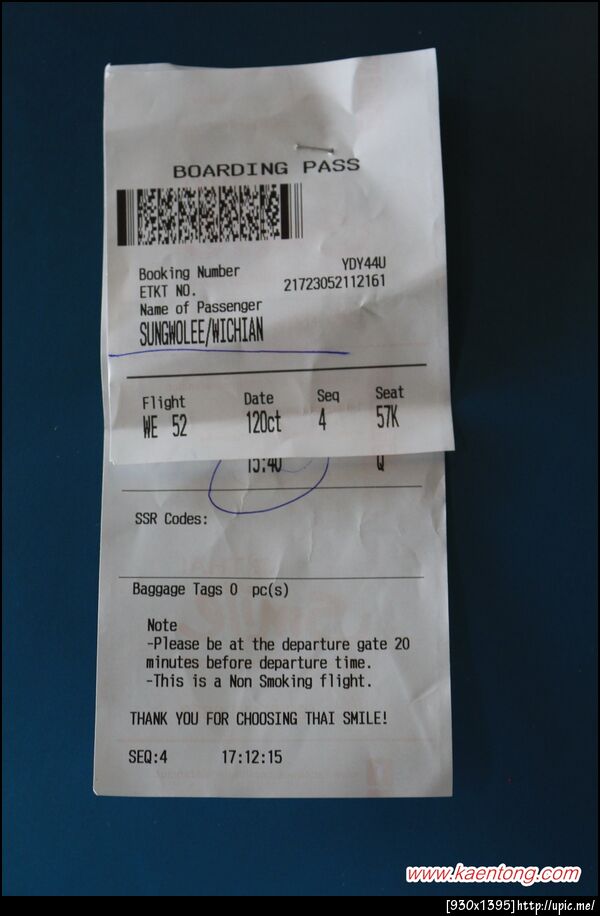 BOARDING PASS
Booking Number YDY44U
ETKT NO. 21723052112161
Name of Passenger
SUNGWOLEE/WICHIAN
Flight Date Seq Seat
WE 52 12Oct 4 57K
15:40 Q
SSR Codes:
Baggage Tags 0 pc(s)
Note
-Please be at the departure gate 20
minutes before departure time.
-This is a Non Smoking flight.
THANK YOU FOR CHOOSING THAI SMILE!
SEQ:4 17:12:15
www.kaentong.com
[930x1395]http://upic.me/